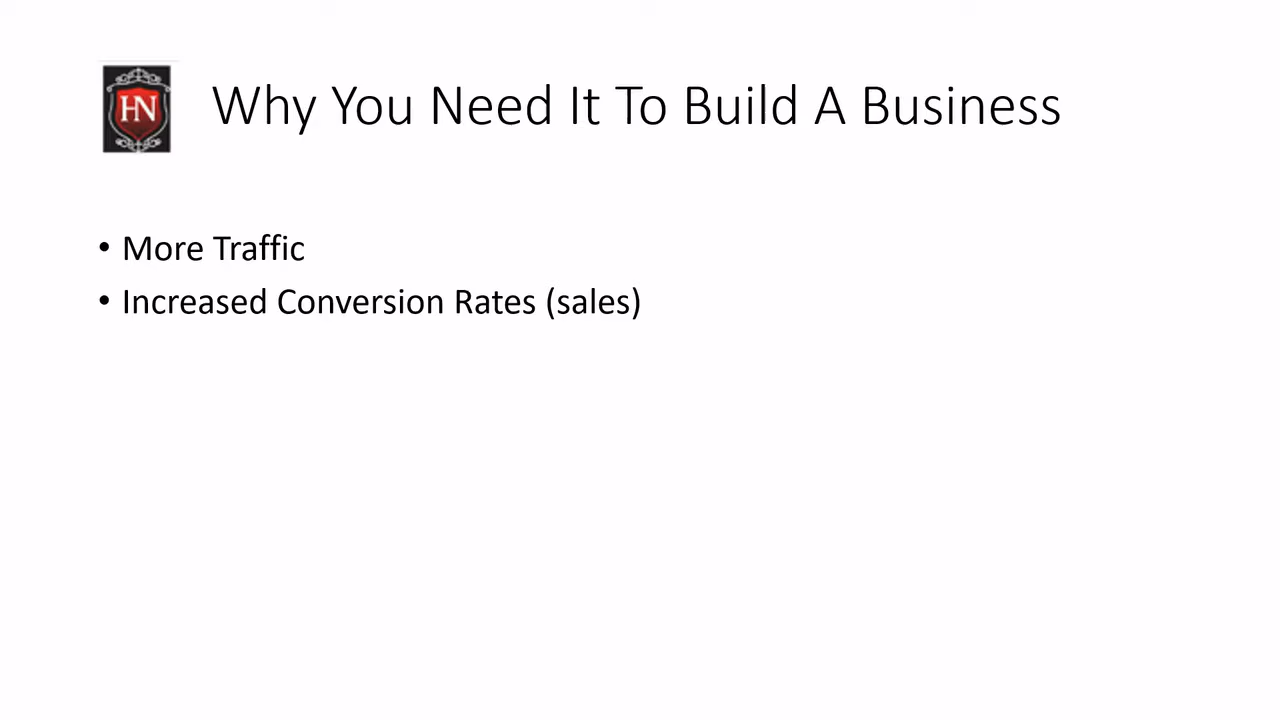 HN
Why You Need It To Build A Business
• More Traffic
• Increased Conversion Rates (sales)